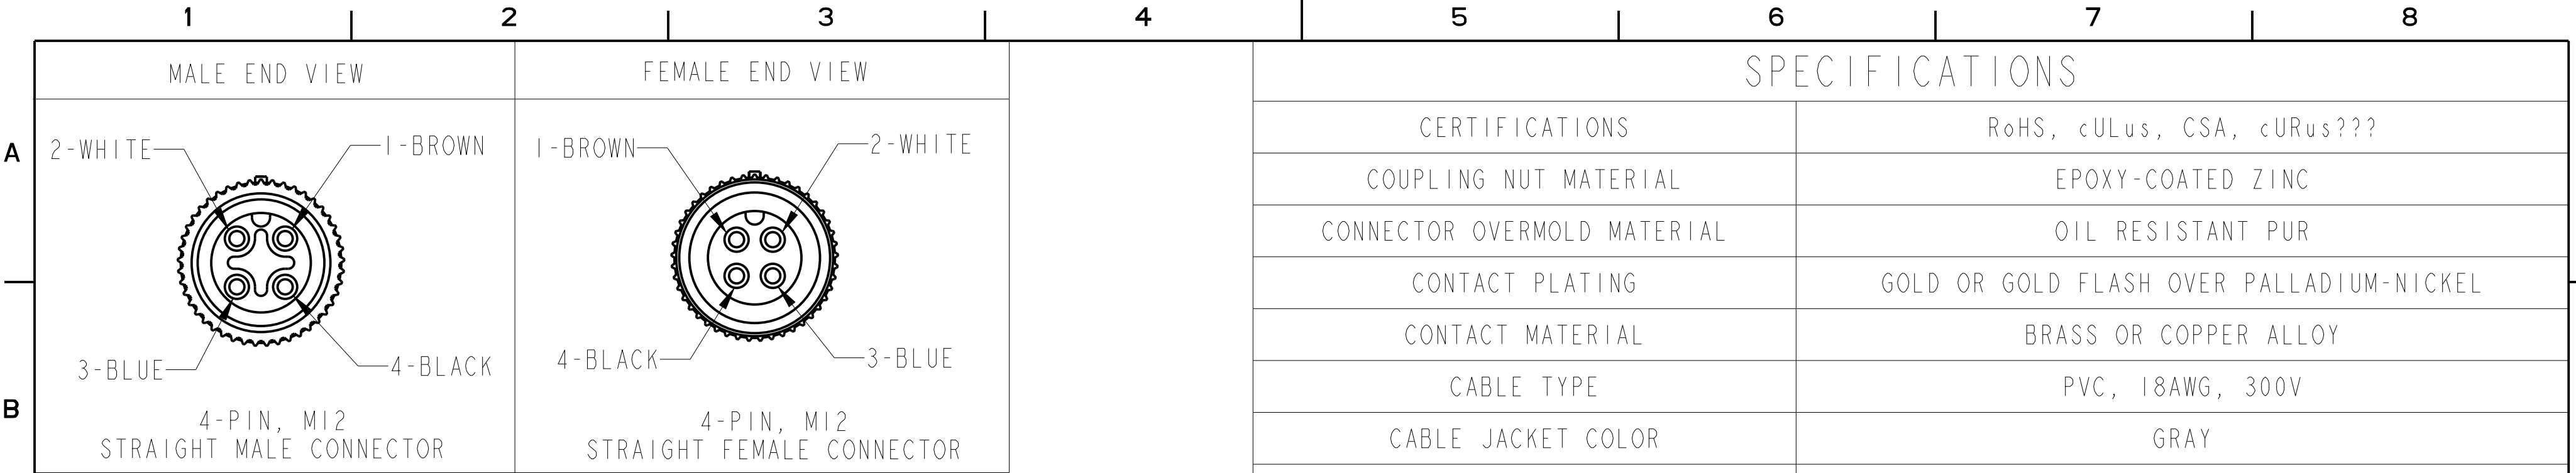 1 2 3 4 5 6 7 8
MALE END VIEW
FEMALE END VIEW
A
2-WHITE
1-BROWN
3-BLUE
4-BLACK
4-PIN, M12
STRAIGHT MALE CONNECTOR
1-BROWN
2-WHITE
4-BLACK
3-BLUE
4-PIN, M12
STRAIGHT FEMALE CONNECTOR
B
SPECIFICATIONS
CERTIFICATIONS RoHS, cULus, CSA, cURus???
COUPLING NUT MATERIAL EPOXY-COATED ZINC
CONNECTOR OVERMOLD MATERIAL OIL RESISTANT PUR
CONTACT PLATING GOLD OR GOLD FLASH OVER PALLADIUM-NICKEL
CONTACT MATERIAL BRASS OR COPPER ALLOY
CABLE TYPE PVC, 18AWG, 300V
CABLE JACKET COLOR GRAY